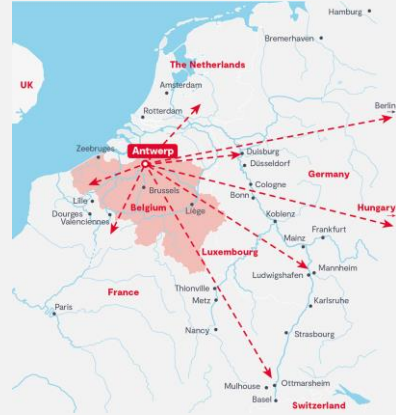 Hamburg
Bremerhaven
The Netherlands
UK
Amsterdam
Berlin
Rotterdam
Zeebruges
Antwerp
Duisburg
Düsseldorf
Germany
Cologne
Brussels
Bonn
Lille
Belgium
Liège
Hungary
Dourges
Valenciennes
Koblenz
Frankfurt
Mainz
Luxembourg
Mannheim
Ludwigshafen
Thionville
France
Metz
Karlsruhe
Paris
Nancy
Strasbourg
Mulhouse
Ottmarsheim
Basel
Switzerland